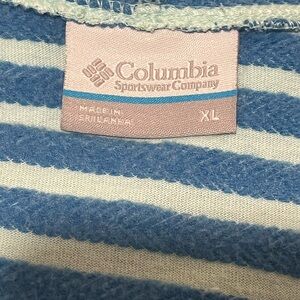 Columbia
Sportswear Company
MADE IN
SRI LANKA
XL